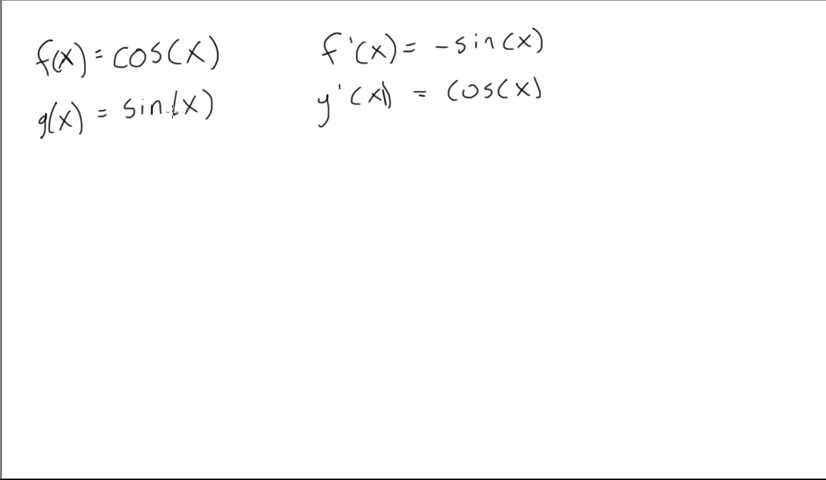 f(x) = cos(x) f'(x) = -sin(x)
g(x) = sin(x) y'(x) = cos(x)